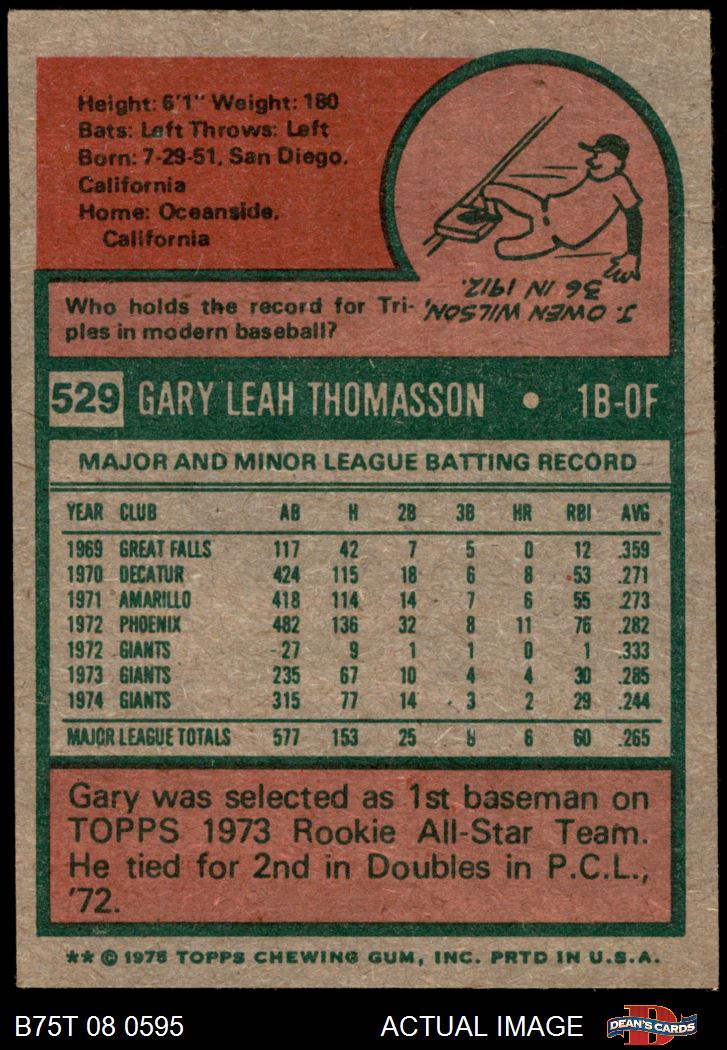 Height: 6'1" Weight: 180
Bats: Left Throws: Left
Born: 7-29-51, San Diego,
California
Home: Oceanside,
California
Who holds the record for Tri-
ples in modern baseball?
J. OWEN WILSON,
36 IN 1912.
529 GARY LEAH THOMASSON • 1B-OF
MAJOR AND MINOR LEAGUE BATTING RECORD
YEAR CLUB AB H 2B 3B HR RBI AVG
1969 GREAT FALLS 117 42 7 5 0 12 .359
1970 DECATUR 424 115 18 6 8 53 .271
1971 AMARILLO 418 114 14 7 6 55 .273
1972 PHOENIX 482 136 32 8 11 76 .282
1972 GIANTS 27 9 1 1 0 1 .333
1973 GIANTS 235 67 10 4 4 30 .285
1974 GIANTS 315 77 14 3 2 29 .244
MAJOR LEAGUE TOTALS 577 153 25 8 6 60 .265
Gary was selected as 1st baseman on
TOPPS 1973 Rookie All-Star Team.
He tied for 2nd in Doubles in P.C.L.,
'72.
** © 1975 TOPPS CHEWING GUM, INC. PRTD IN U.S.A.
B75T 08 0595 ACTUAL IMAGE D DEAN'S CARDS